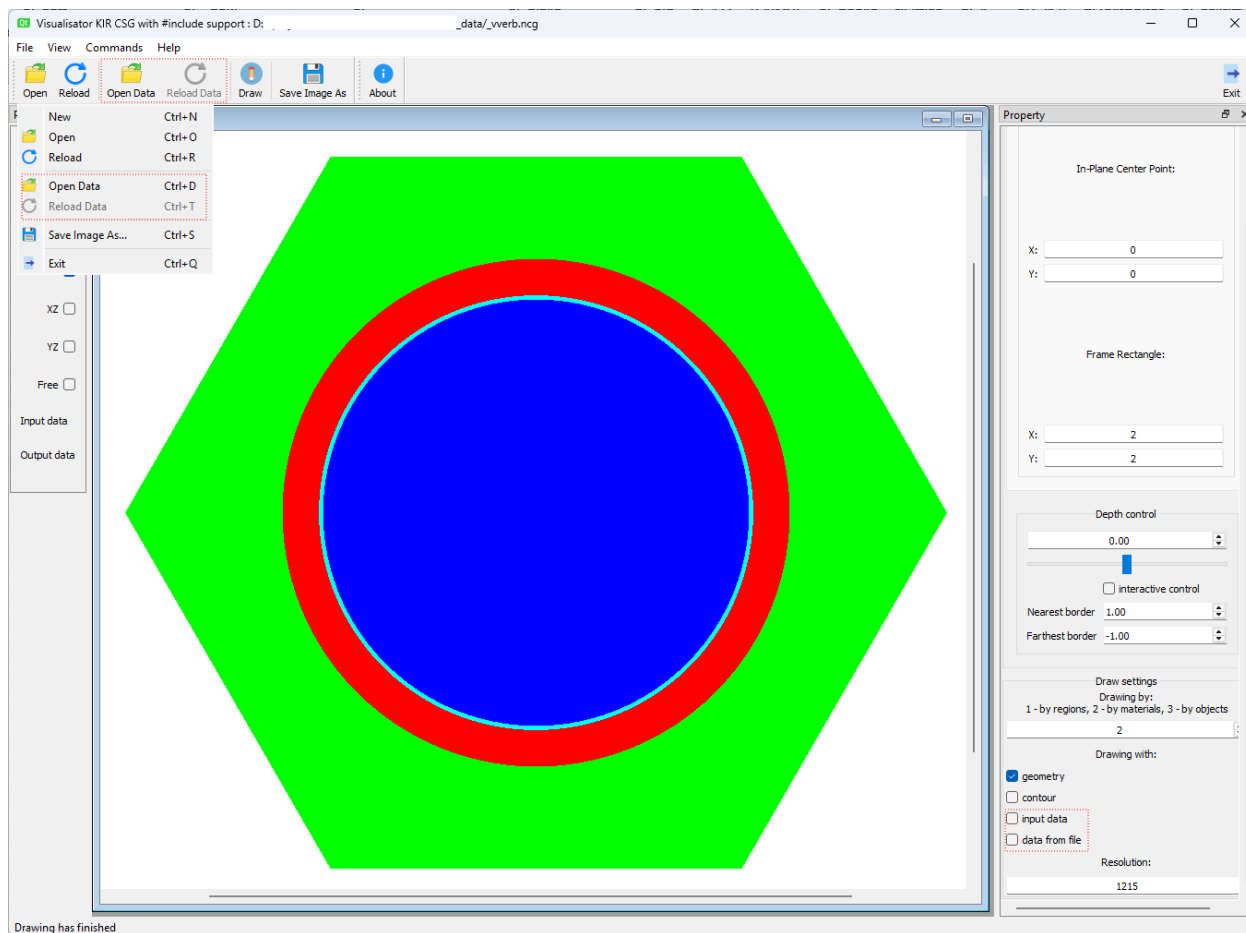 Visualisator KIR CSG with #include support : D: _data/_vverb.ncg
File View Commands Help
Open Reload Open Data Reload Data Draw Save Image As About Exit
New Ctrl+N
Open Ctrl+O
Reload Ctrl+R
Open Data Ctrl+D
Reload Data Ctrl+T
Save Image As... Ctrl+S
Exit Ctrl+Q
XZ
YZ
Free
Input data
Output data
Property
In-Plane Center Point:
X: 0
Y: 0
Frame Rectangle:
X: 2
Y: 2
Depth control
0.00
interactive control
Nearest border 1.00
Farthest border -1.00
Draw settings
Drawing by:
1 - by regions, 2 - by materials, 3 - by objects
2
Drawing with:
geometry
contour
input data
data from file
Resolution:
1215
Drawing has finished